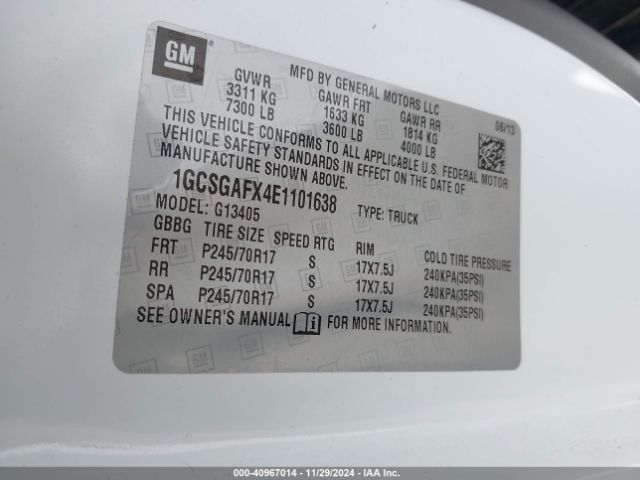 GM
MFD BY GENERAL MOTORS LLC
GVWR GAWR FRT GAWR RR 06/13
3311 KG 1633 KG 1814 KG
7300 LB 3600 LB 4000 LB
THIS VEHICLE CONFORMS TO ALL APPLICABLE U.S. FEDERAL MOTOR
VEHICLE SAFETY STANDARDS IN EFFECT ON THE DATE OF
MANUFACTURE SHOWN ABOVE.
1GCSGAFX4E1101638
MODEL: G13405 TYPE: TRUCK
GBBG TIRE SIZE SPEED RTG RIM COLD TIRE PRESSURE
FRT P245/70R17 S 17X7.5J 240KPA(35PSI)
RR P245/70R17 S 17X7.5J 240KPA(35PSI)
SPA P245/70R17 S 17X7.5J 240KPA(35PSI)
SEE OWNER'S MANUAL i FOR MORE INFORMATION.
000-40967014 - 11/29/2024 - IAA Inc.